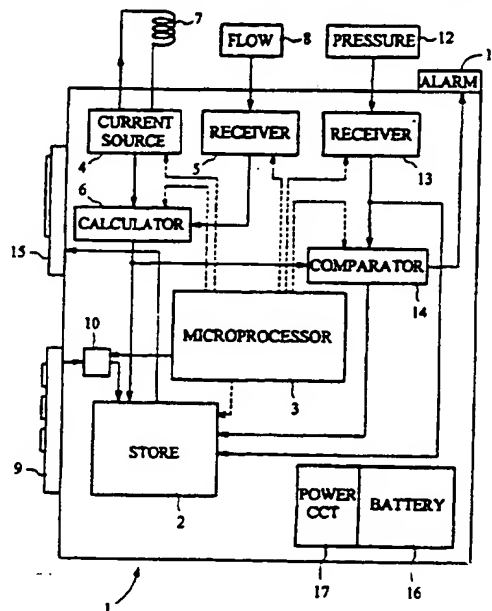 7
FLOW 8
PRESSURE 12
1
ALARM
CURRENT SOURCE
4
RECEIVER
5
RECEIVER
13
6
CALCULATOR
15
COMPARATOR
14
10
MICROPROCESSOR
3
9
STORE
2
POWER CCT
BATTERY
17
16
1